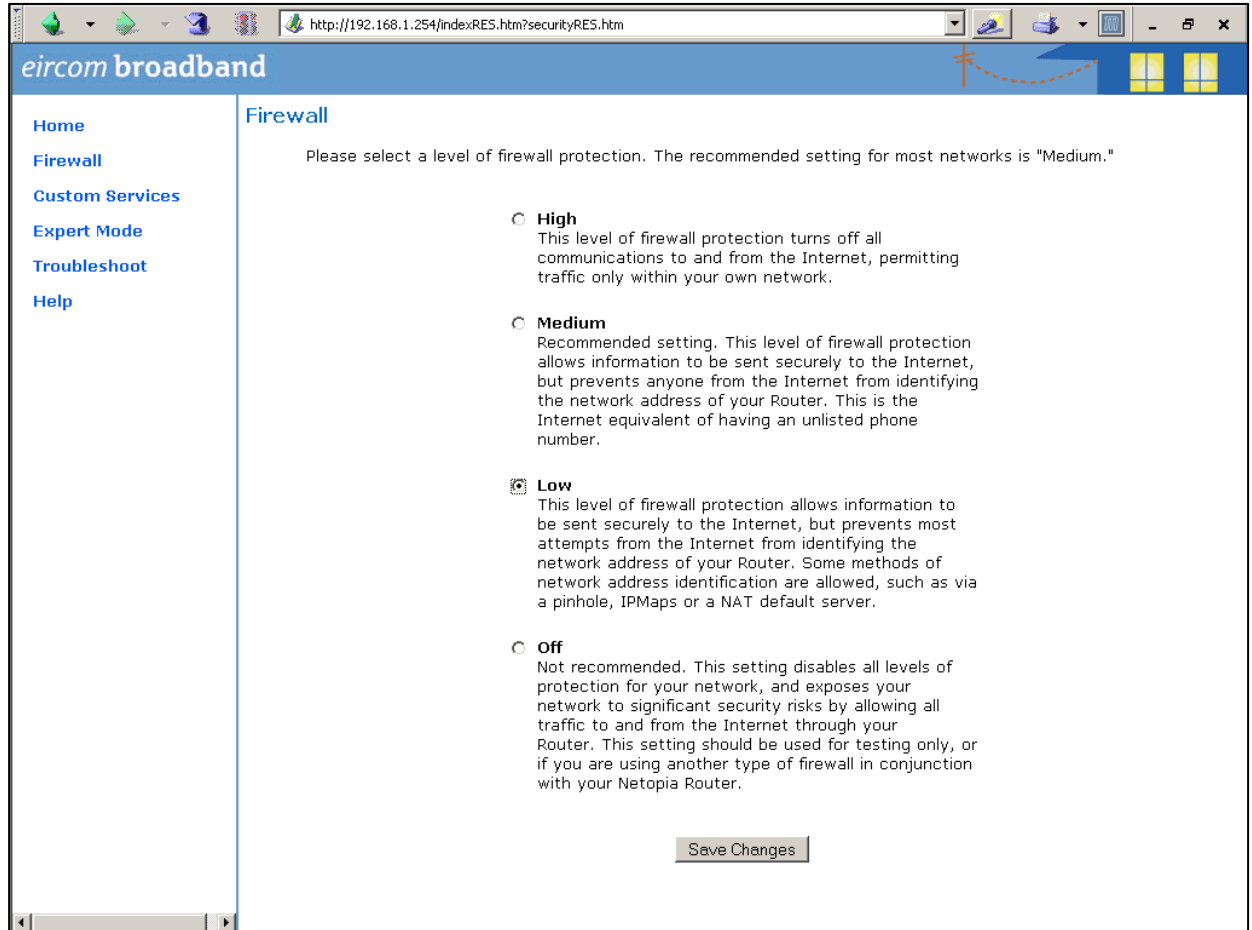 http://192.168.1.254/indexRES.htm?securityRES.htm
eircom broadband
Home
Firewall
Custom Services
Expert Mode
Troubleshoot
Help
Firewall
Please select a level of firewall protection. The recommended setting for most networks is "Medium."
High
This level of firewall protection turns off all
communications to and from the Internet, permitting
traffic only within your own network.
Medium
Recommended setting. This level of firewall protection
allows information to be sent securely to the Internet,
but prevents anyone from the Internet from identifying
the network address of your Router. This is the
Internet equivalent of having an unlisted phone
number.
Low
This level of firewall protection allows information to
be sent securely to the Internet, but prevents most
attempts from the Internet from identifying the
network address of your Router. Some methods of
network address identification are allowed, such as via
a pinhole, IPMaps or a NAT default server.
Off
Not recommended. This setting disables all levels of
protection for your network, and exposes your
network to significant security risks by allowing all
traffic to and from the Internet through your
Router. This setting should be used for testing only, or
if you are using another type of firewall in conjunction
with your Netopia Router.
Save Changes